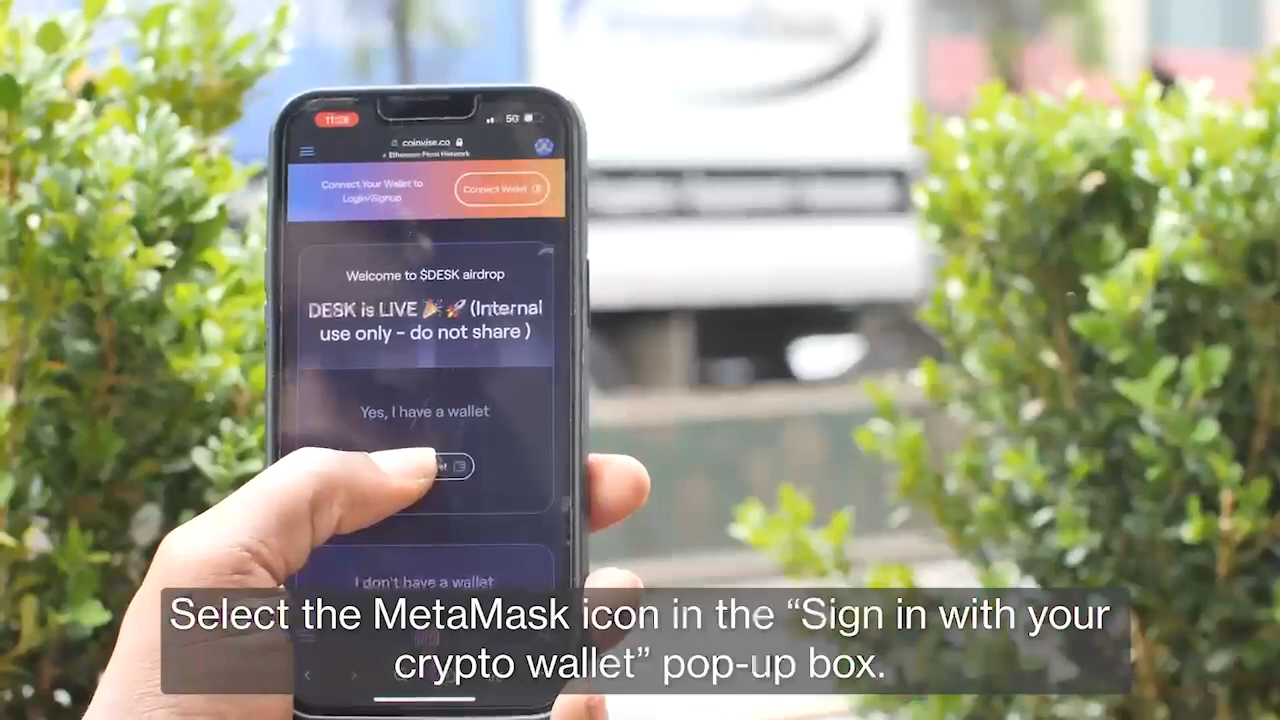 11:28
5G
coinvise.co
Ethereum Main Network
Connect Your Wallet to
Login/Signup
Connect Wallet
Welcome to $DESK airdrop
DESK is LIVE 🎉🚀 (Internal
use only - do not share )
Yes, I have a wallet
I don't have a wallet
Select the MetaMask icon in the “Sign in with your
crypto wallet” pop-up box.